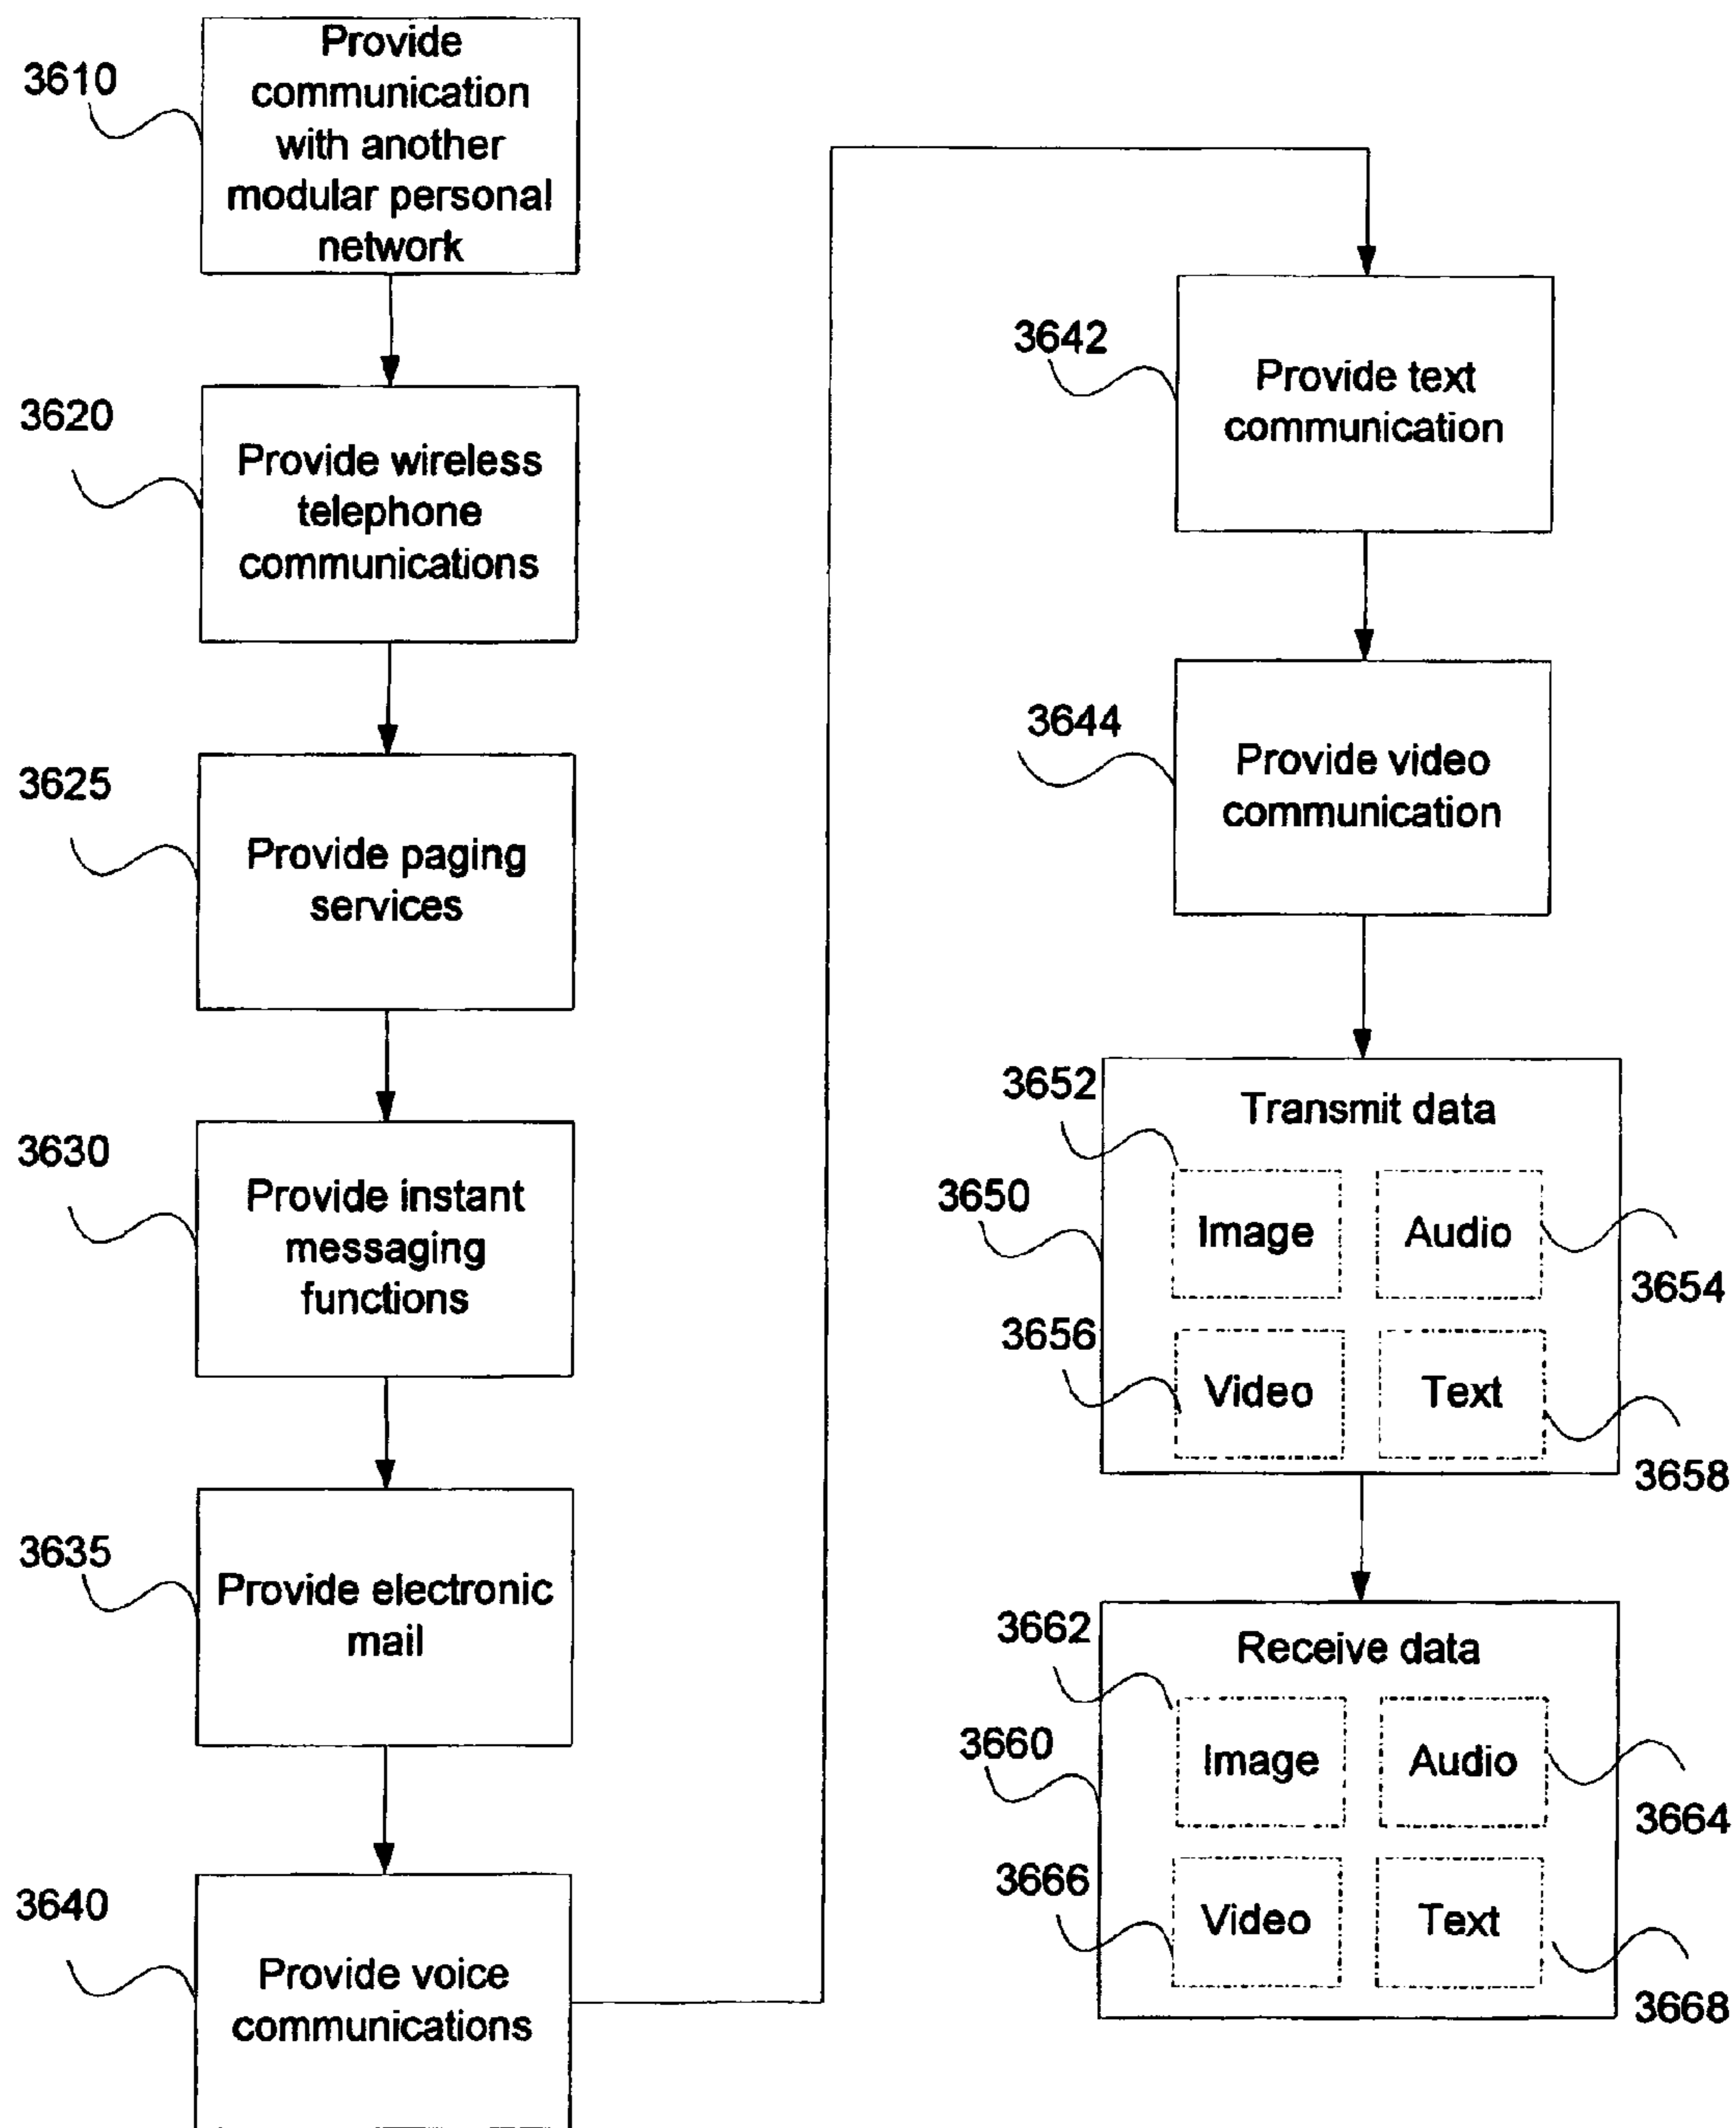 3610
Provide
communication
with another
modular personal
network
3620
Provide wireless
telephone
communications
3625
Provide paging
services
3630
Provide instant
messaging
functions
3635
Provide electronic
mail
3640
Provide voice
communications
3642
Provide text
communication
3644
Provide video
communication
3652
Transmit data
3650
Image
Audio
3654
3656
Video
Text
3658
3662
Receive data
3660
Image
Audio
3664
3666
Video
Text
3668